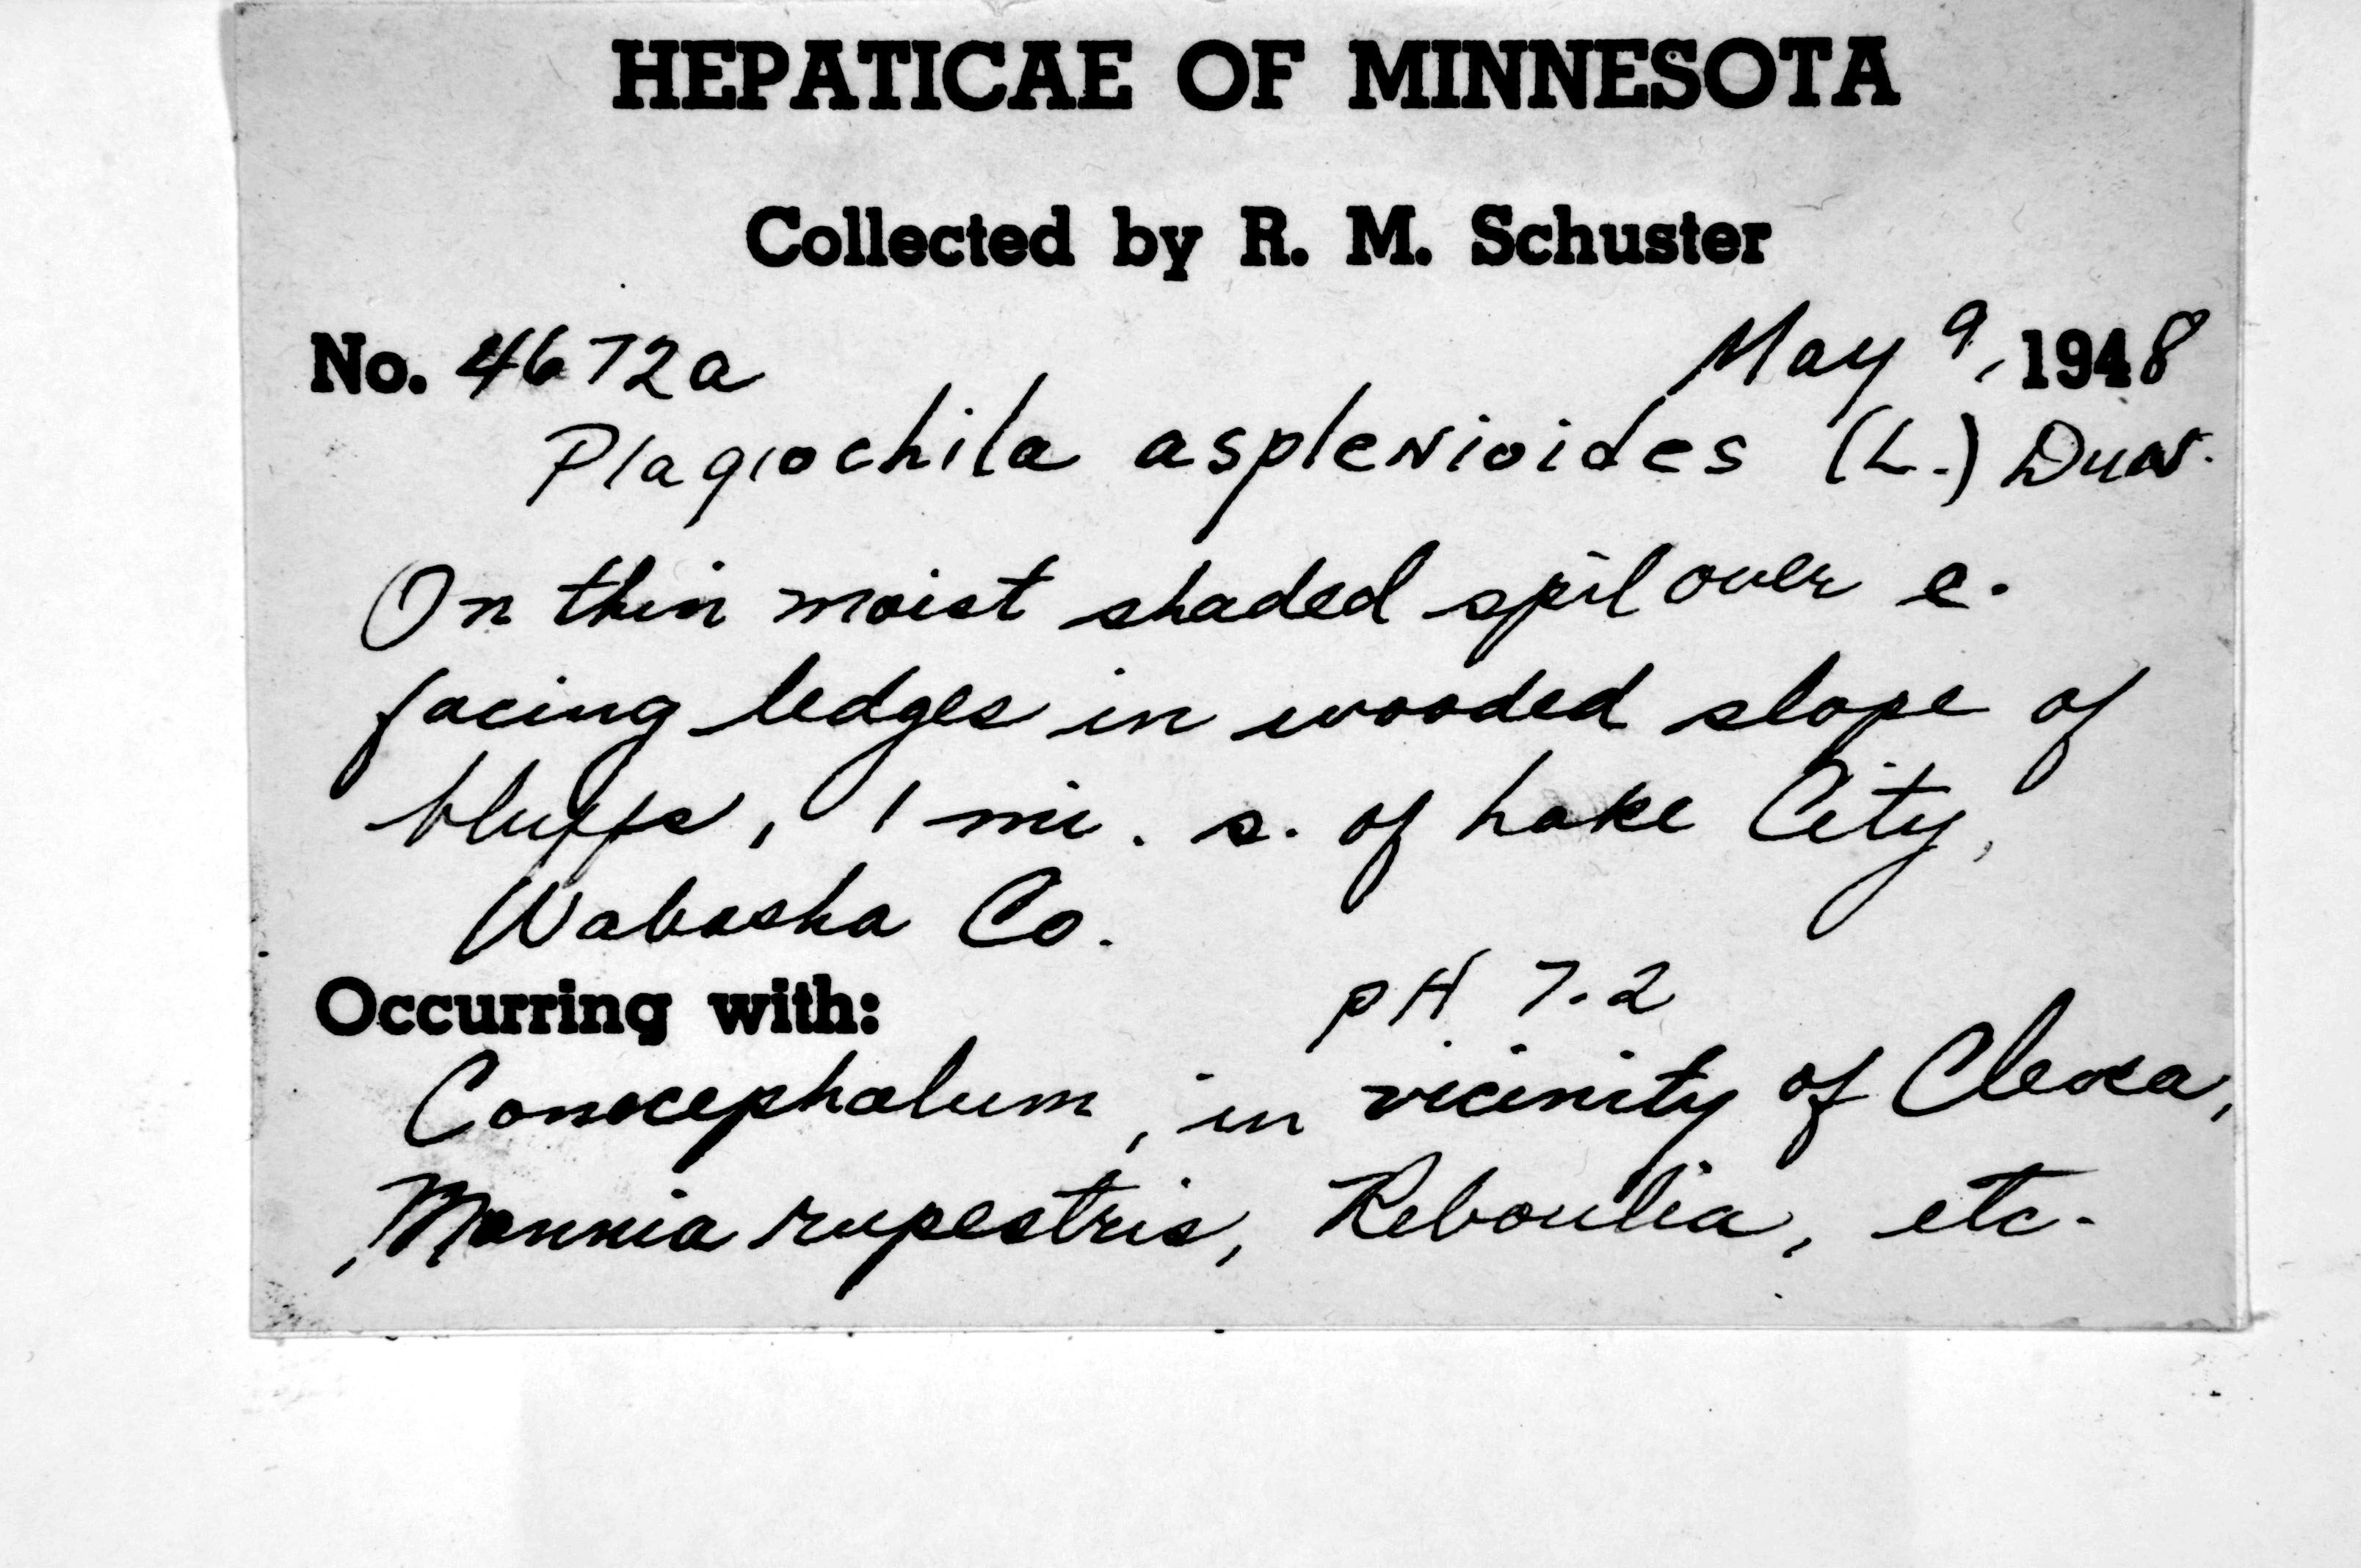 HEPATICAE OF MINNESOTA
Collected by R. M. Schuster
No. 4672a May 9, 1948
Plagiochila asplenioides (L.) Dum.
On thin moist shaded soil over e.
facing ledges in wooded slope of
bluffs, 1 mi. s. of Lake City,
Wabasha Co.
Occurring with: pH 7.2
Conocephalum, in vicinity of Clevea,
Mannia rupestris, Reboulia, etc.